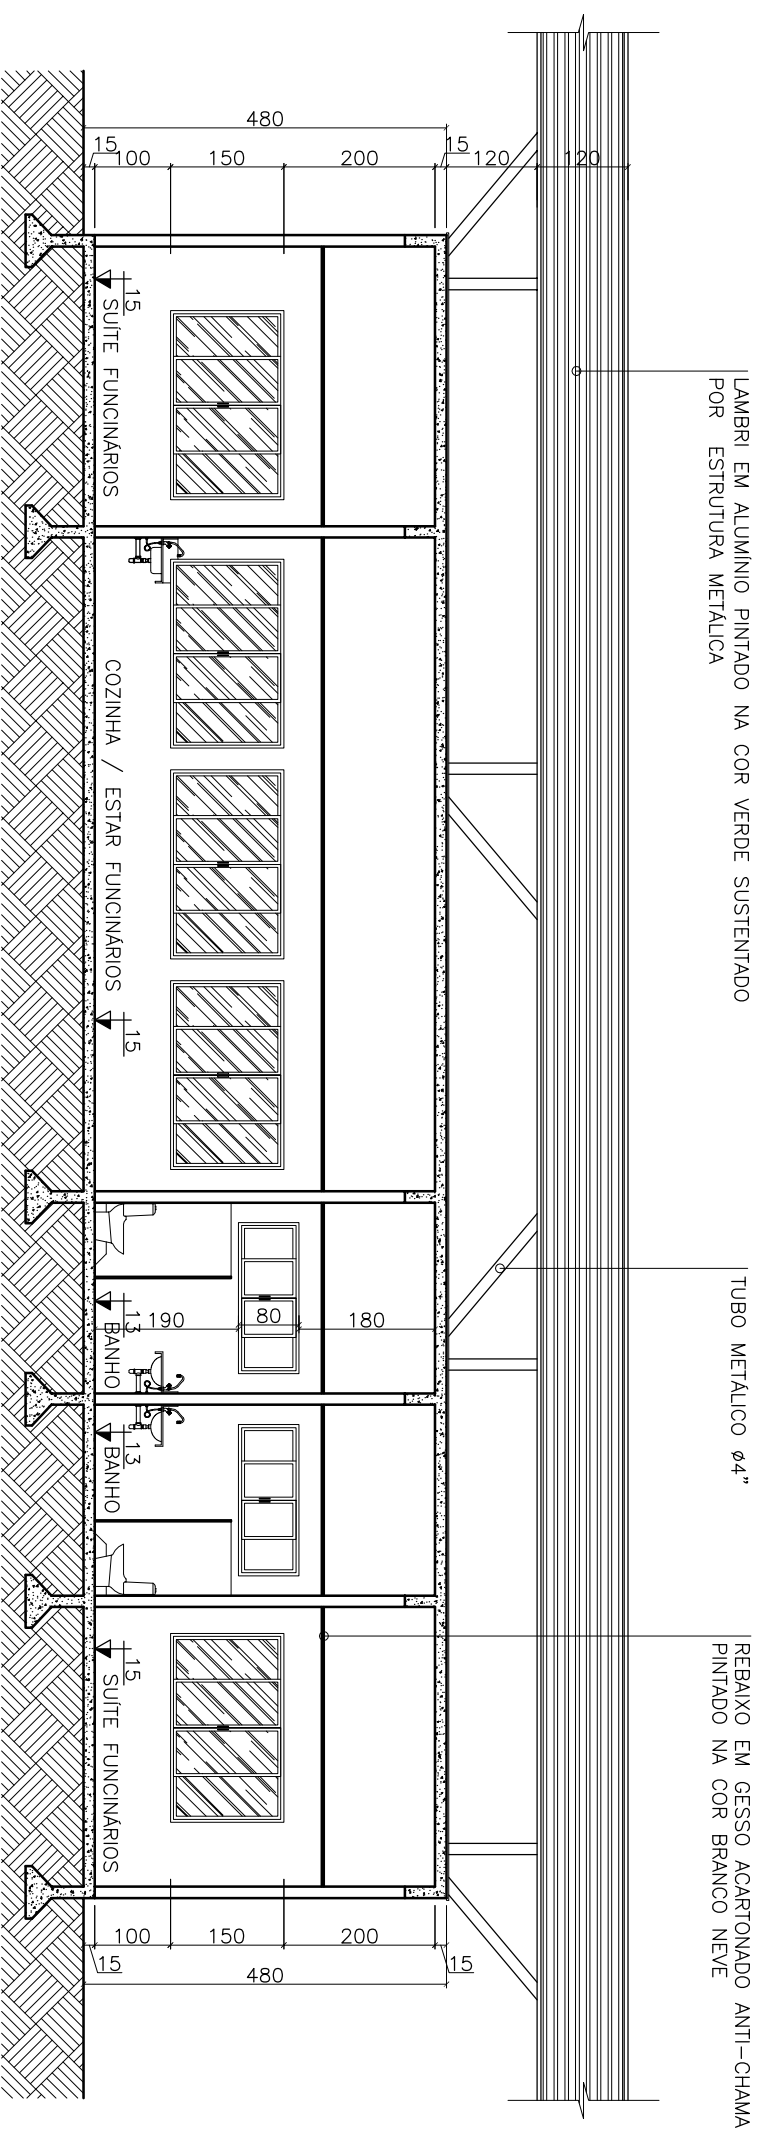 LAMBRI EM ALUMÍNIO PINTADO NA COR VERDE SUSTENTADO
POR ESTRUTURA METÁLICA
TUBO METÁLICO ø4"
REBAIXO EM GESSO ACARTONADO ANTI-CHAMA
PINTADO NA COR BRANCO NEVE
480
15
100
150
200
15
120
120
15
SUÍTE FUNCINÁRIOS
COZINHA / ESTAR FUNCINÁRIOS
15
190
80
180
13
BANHO
13
BANHO
15
SUÍTE FUNCINÁRIOS
15
100
150
200
15
480